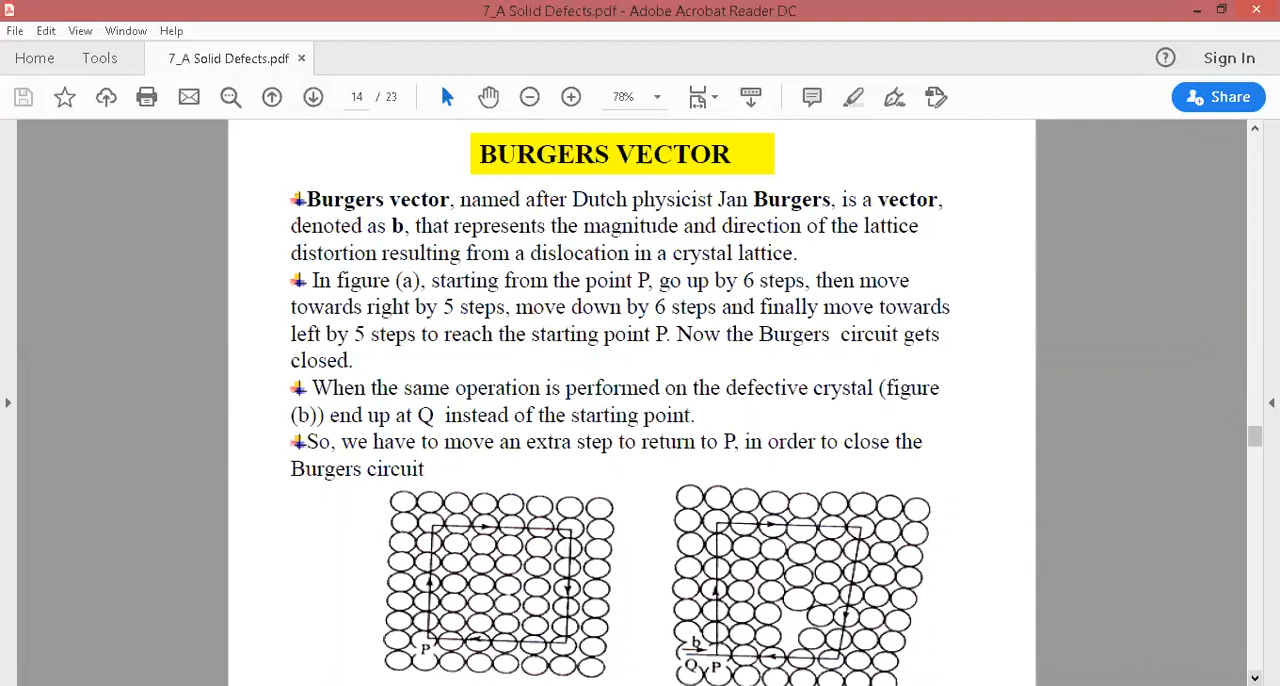 7_A Solid Defects.pdf - Adobe Acrobat Reader DC
File Edit View Window Help
Home Tools 7_A Solid Defects.pdf × Sign In
14 / 23 78% Share
BURGERS VECTOR
Burgers vector, named after Dutch physicist Jan Burgers, is a vector,
denoted as b, that represents the magnitude and direction of the lattice
distortion resulting from a dislocation in a crystal lattice.
In figure (a), starting from the point P, go up by 6 steps, then move
towards right by 5 steps, move down by 6 steps and finally move towards
left by 5 steps to reach the starting point P. Now the Burgers circuit gets
closed.
When the same operation is performed on the defective crystal (figure
(b)) end up at Q instead of the starting point.
So, we have to move an extra step to return to P, in order to close the
Burgers circuit
P
b
Q P